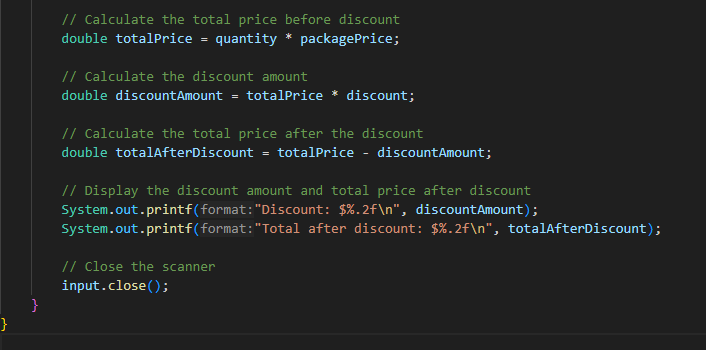 // Calculate the total price before discount
double totalPrice = quantity * packagePrice;
// Calculate the discount amount
double discountAmount = totalPrice * discount;
// Calculate the total price after the discount
double totalAfterDiscount = totalPrice - discountAmount;
// Display the discount amount and total price after discount
System.out.printf(format:"Discount: $%.2f\n", discountAmount);
System.out.printf(format:"Total after discount: $%.2f\n", totalAfterDiscount);
// Close the scanner
input.close();
}
}